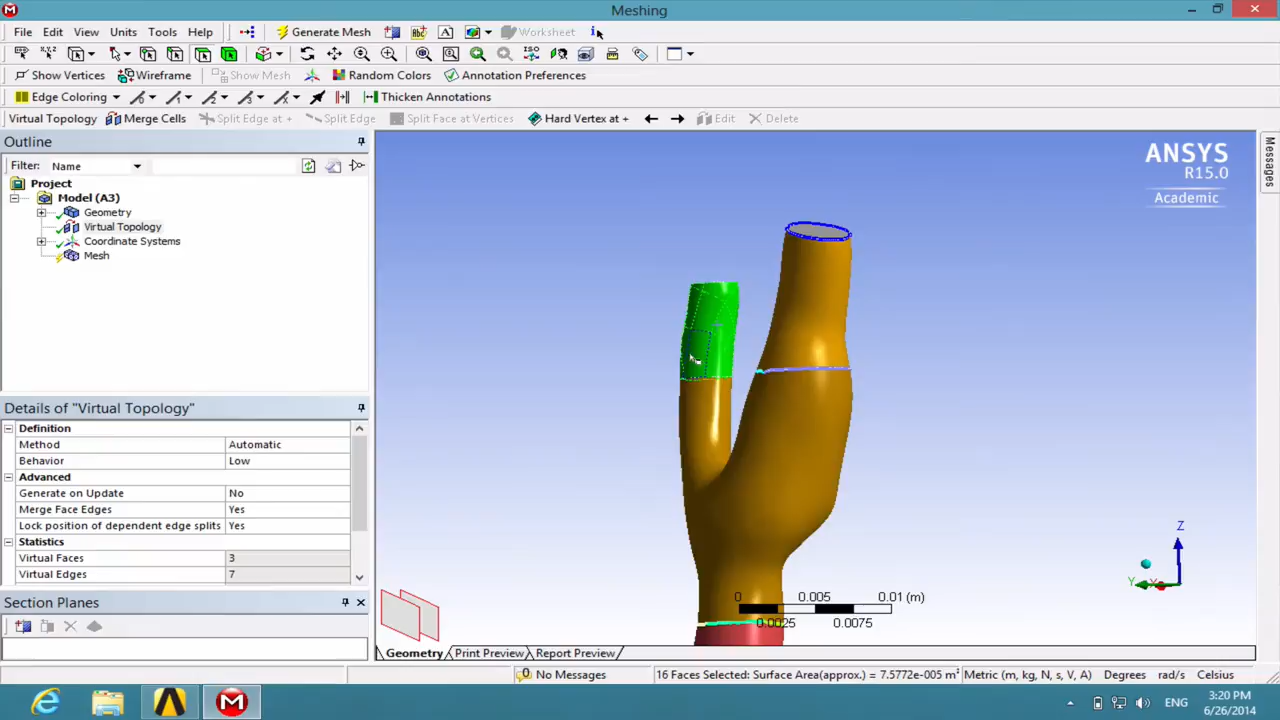 Meshing
File Edit View Units Tools Help Generate Mesh Worksheet
Show Vertices Wireframe Show Mesh Random Colors Annotation Preferences
Edge Coloring Thicken Annotations
Virtual Topology Merge Cells Split Edge at + Split Edge Split Face at Vertices Hard Vertex at + Edit Delete
Outline
Filter: Name
Project
Model (A3)
Geometry
Virtual Topology
Coordinate Systems
Mesh
Details of "Virtual Topology"
Definition
Method Automatic
Behavior Low
Advanced
Generate on Update No
Merge Face Edges Yes
Lock position of dependent edge splits Yes
Statistics
Virtual Faces 3
Virtual Edges 7
Section Planes
ANSYS
R15.0
Academic
Messages
Z
Y
X
0 0.005 0.01 (m)
0.0025 0.0075
Geometry Print Preview Report Preview
No Messages 16 Faces Selected: Surface Area(approx.) = 7.5772e-005 m² Metric (m, kg, N, s, V, A) Degrees rad/s Celsius
ENG 3:20 PM
6/26/2014